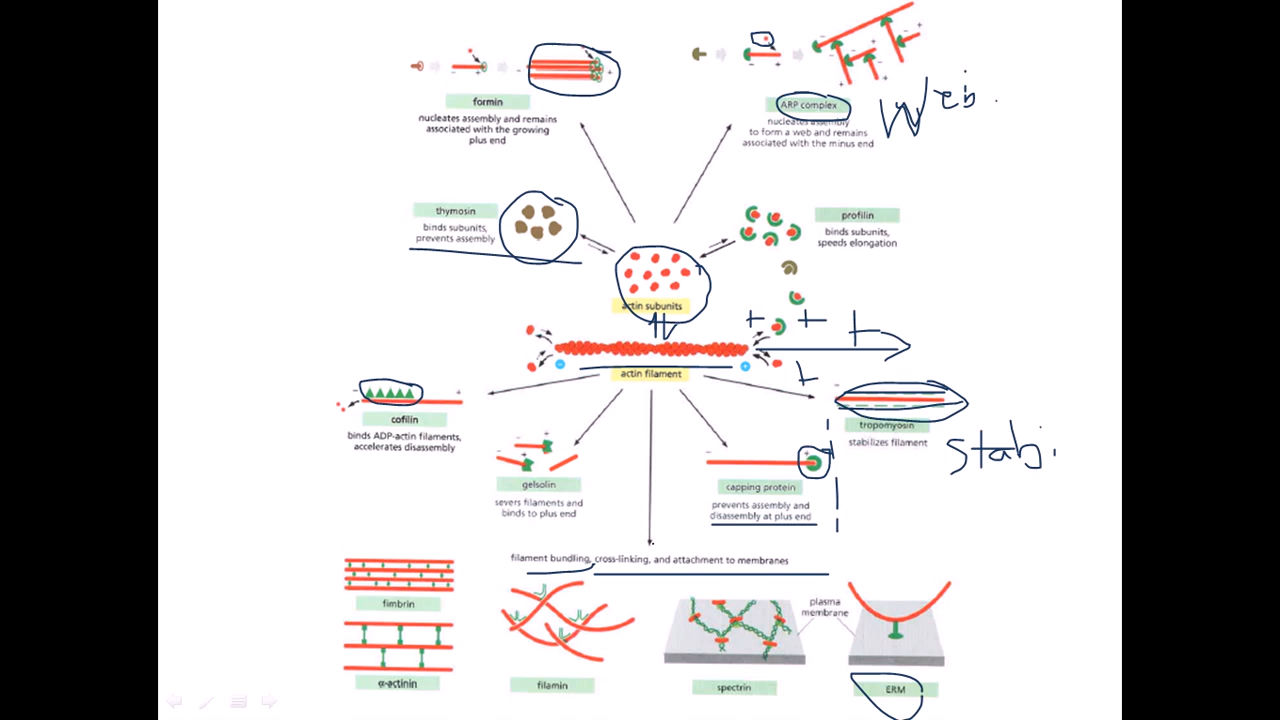 formin
nucleates assembly and remains
associated with the growing
plus end
ARP complex
nucleates assembly
to form a web and remains
associated with the minus end
Web.
thymosin
binds subunits,
prevents assembly
profilin
binds subunits,
speeds elongation
actin subunits
actin filament
cofilin
binds ADP-actin filaments,
accelerates disassembly
gelsolin
severs filaments and
binds to plus end
capping protein
prevents assembly and
disassembly at plus end
tropomyosin
stabilizes filament
Stabi.
filament bundling, cross-linking, and attachment to membranes
fimbrin
α-actinin
filamin
spectrin
plasma
membrane
ERM